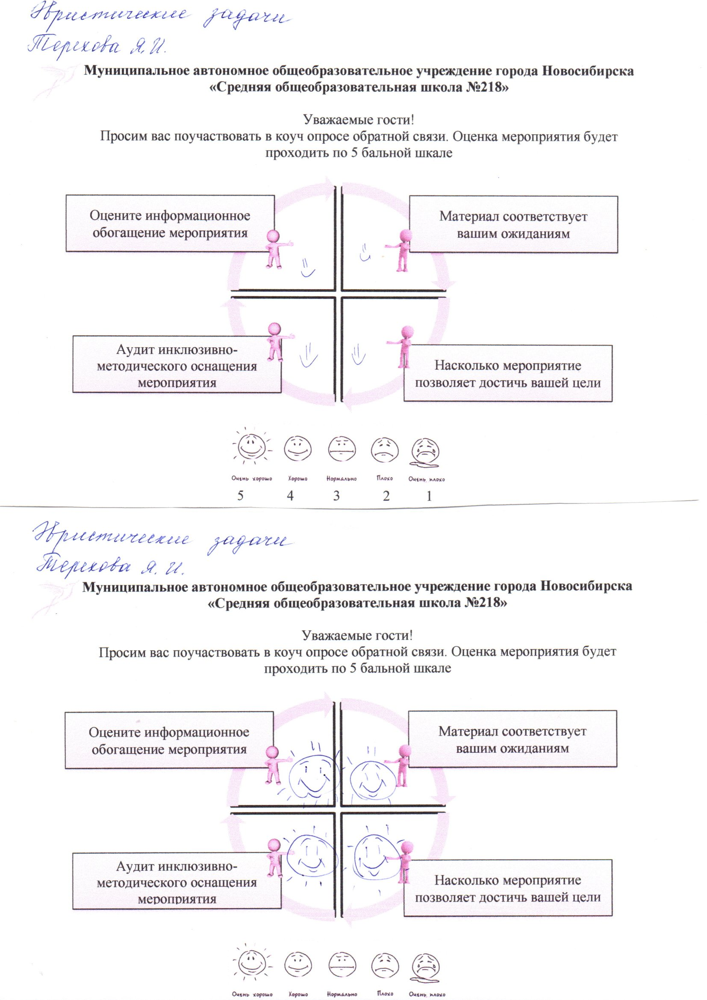 Эвристические задачи
Терехова Я.И.
Муниципальное автономное общеобразовательное учреждение города Новосибирска
«Средняя общеобразовательная школа №218»
Уважаемые гости!
Просим вас поучаствовать в коуч опросе обратной связи. Оценка мероприятия будет
проходить по 5 бальной шкале
Оцените информационное
обогащение мероприятия
Материал соответствует
вашим ожиданиям
Аудит инклюзивно-
методического оснащения
мероприятия
Насколько мероприятие
позволяет достичь вашей цели
Очень хорошо Хорошо Нормально Плохо Очень плохо
5 4 3 2 1
Эвристические задачи
Терехова Я.И.
Муниципальное автономное общеобразовательное учреждение города Новосибирска
«Средняя общеобразовательная школа №218»
Уважаемые гости!
Просим вас поучаствовать в коуч опросе обратной связи. Оценка мероприятия будет
проходить по 5 бальной шкале
Оцените информационное
обогащение мероприятия
Материал соответствует
вашим ожиданиям
Аудит инклюзивно-
методического оснащения
мероприятия
Насколько мероприятие
позволяет достичь вашей цели
Очень хорошо Хорошо Нормально Плохо Очень плохо